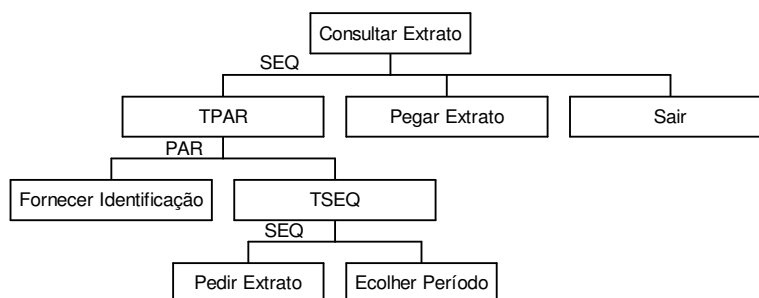 Consultar Extrato
SEQ
TPAR
Pegar Extrato
Sair
PAR
Fornecer Identificação
TSEQ
SEQ
Pedir Extrato
Ecolher Período